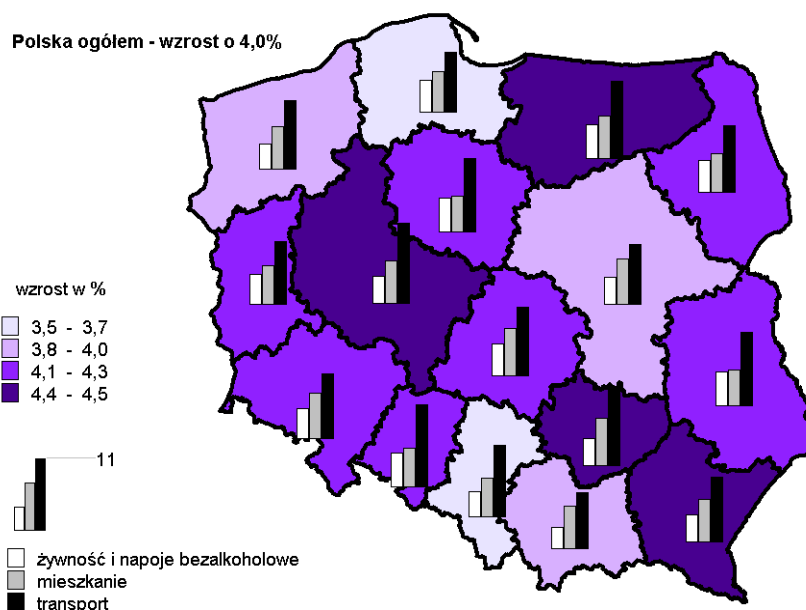 Polska ogółem - wzrost o 4,0%
wzrost w %
3,5 - 3,7
3,8 - 4,0
4,1 - 4,3
4,4 - 4,5
11
żywność i napoje bezalkoholowe
mieszkanie
transport